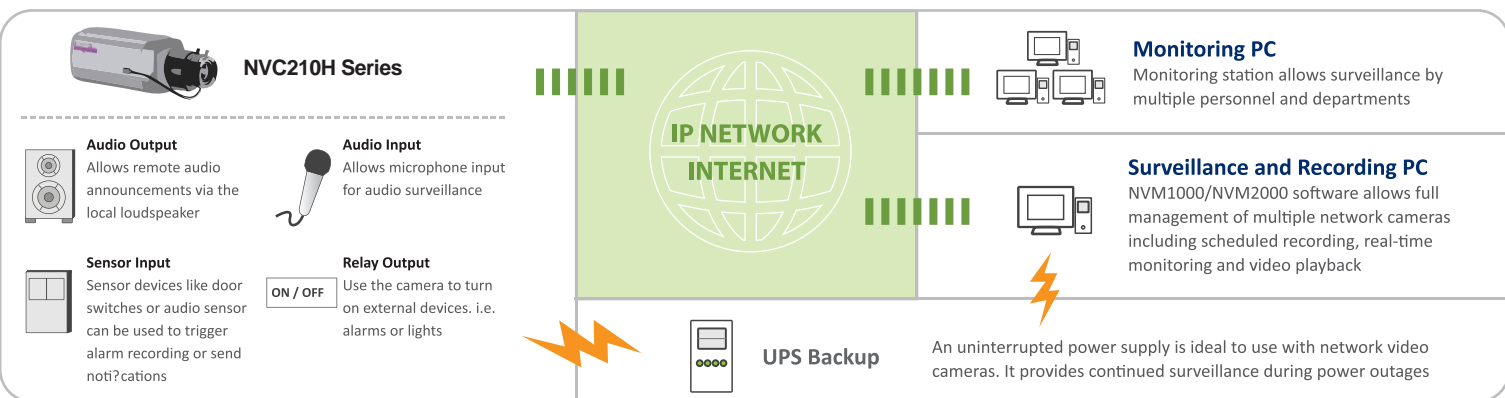 NVC210H Series
Audio Output
Allows remote audio
announcements via the
local loudspeaker
Audio Input
Allows microphone input
for audio surveillance
Sensor Input
Sensor devices like door
switches or audio sensor
can be used to trigger
alarm recording or send
noti?cations
ON / OFF
Relay Output
Use the camera to turn
on external devices. i.e.
alarms or lights
IP NETWORK
INTERNET
Monitoring PC
Monitoring station allows surveillance by
multiple personnel and departments
Surveillance and Recording PC
NVM1000/NVM2000 software allows full
management of multiple network cameras
including scheduled recording, real-time
monitoring and video playback
UPS Backup
An uninterrupted power supply is ideal to use with network video
cameras. It provides continued surveillance during power outages